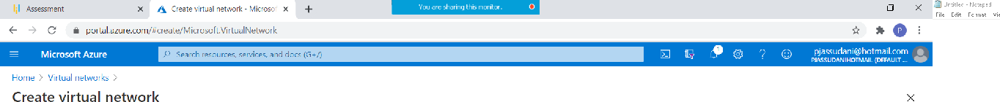 Assessment
Create virtual network - Microsof
You are sharing this monitor.
Untitled - Notepad
File Edit Format Vie
portal.azure.com/#create/Microsoft.VirtualNetwork
P
Microsoft Azure
Search resources, services, and docs (G+/)
1
pjassudani@hotmail.com
PJASSUDANIHOTMAIL (DEFAULT ...
Home > Virtual networks >
Create virtual network